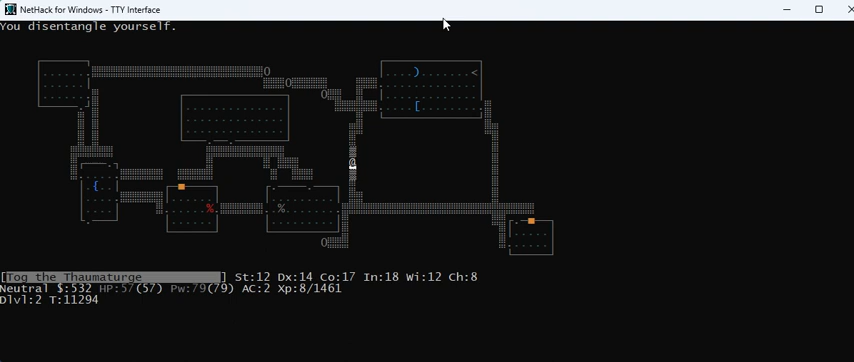 NetHack for Windows - TTY Interface
You disentangle yourself.
[Tog the Thaumaturge ] St:12 Dx:14 Co:17 In:18 Wi:12 Ch:8
Neutral $:532 HP:57(57) Pw:79(79) AC:2 Xp:8/1461
Dlvl:2 T:11294